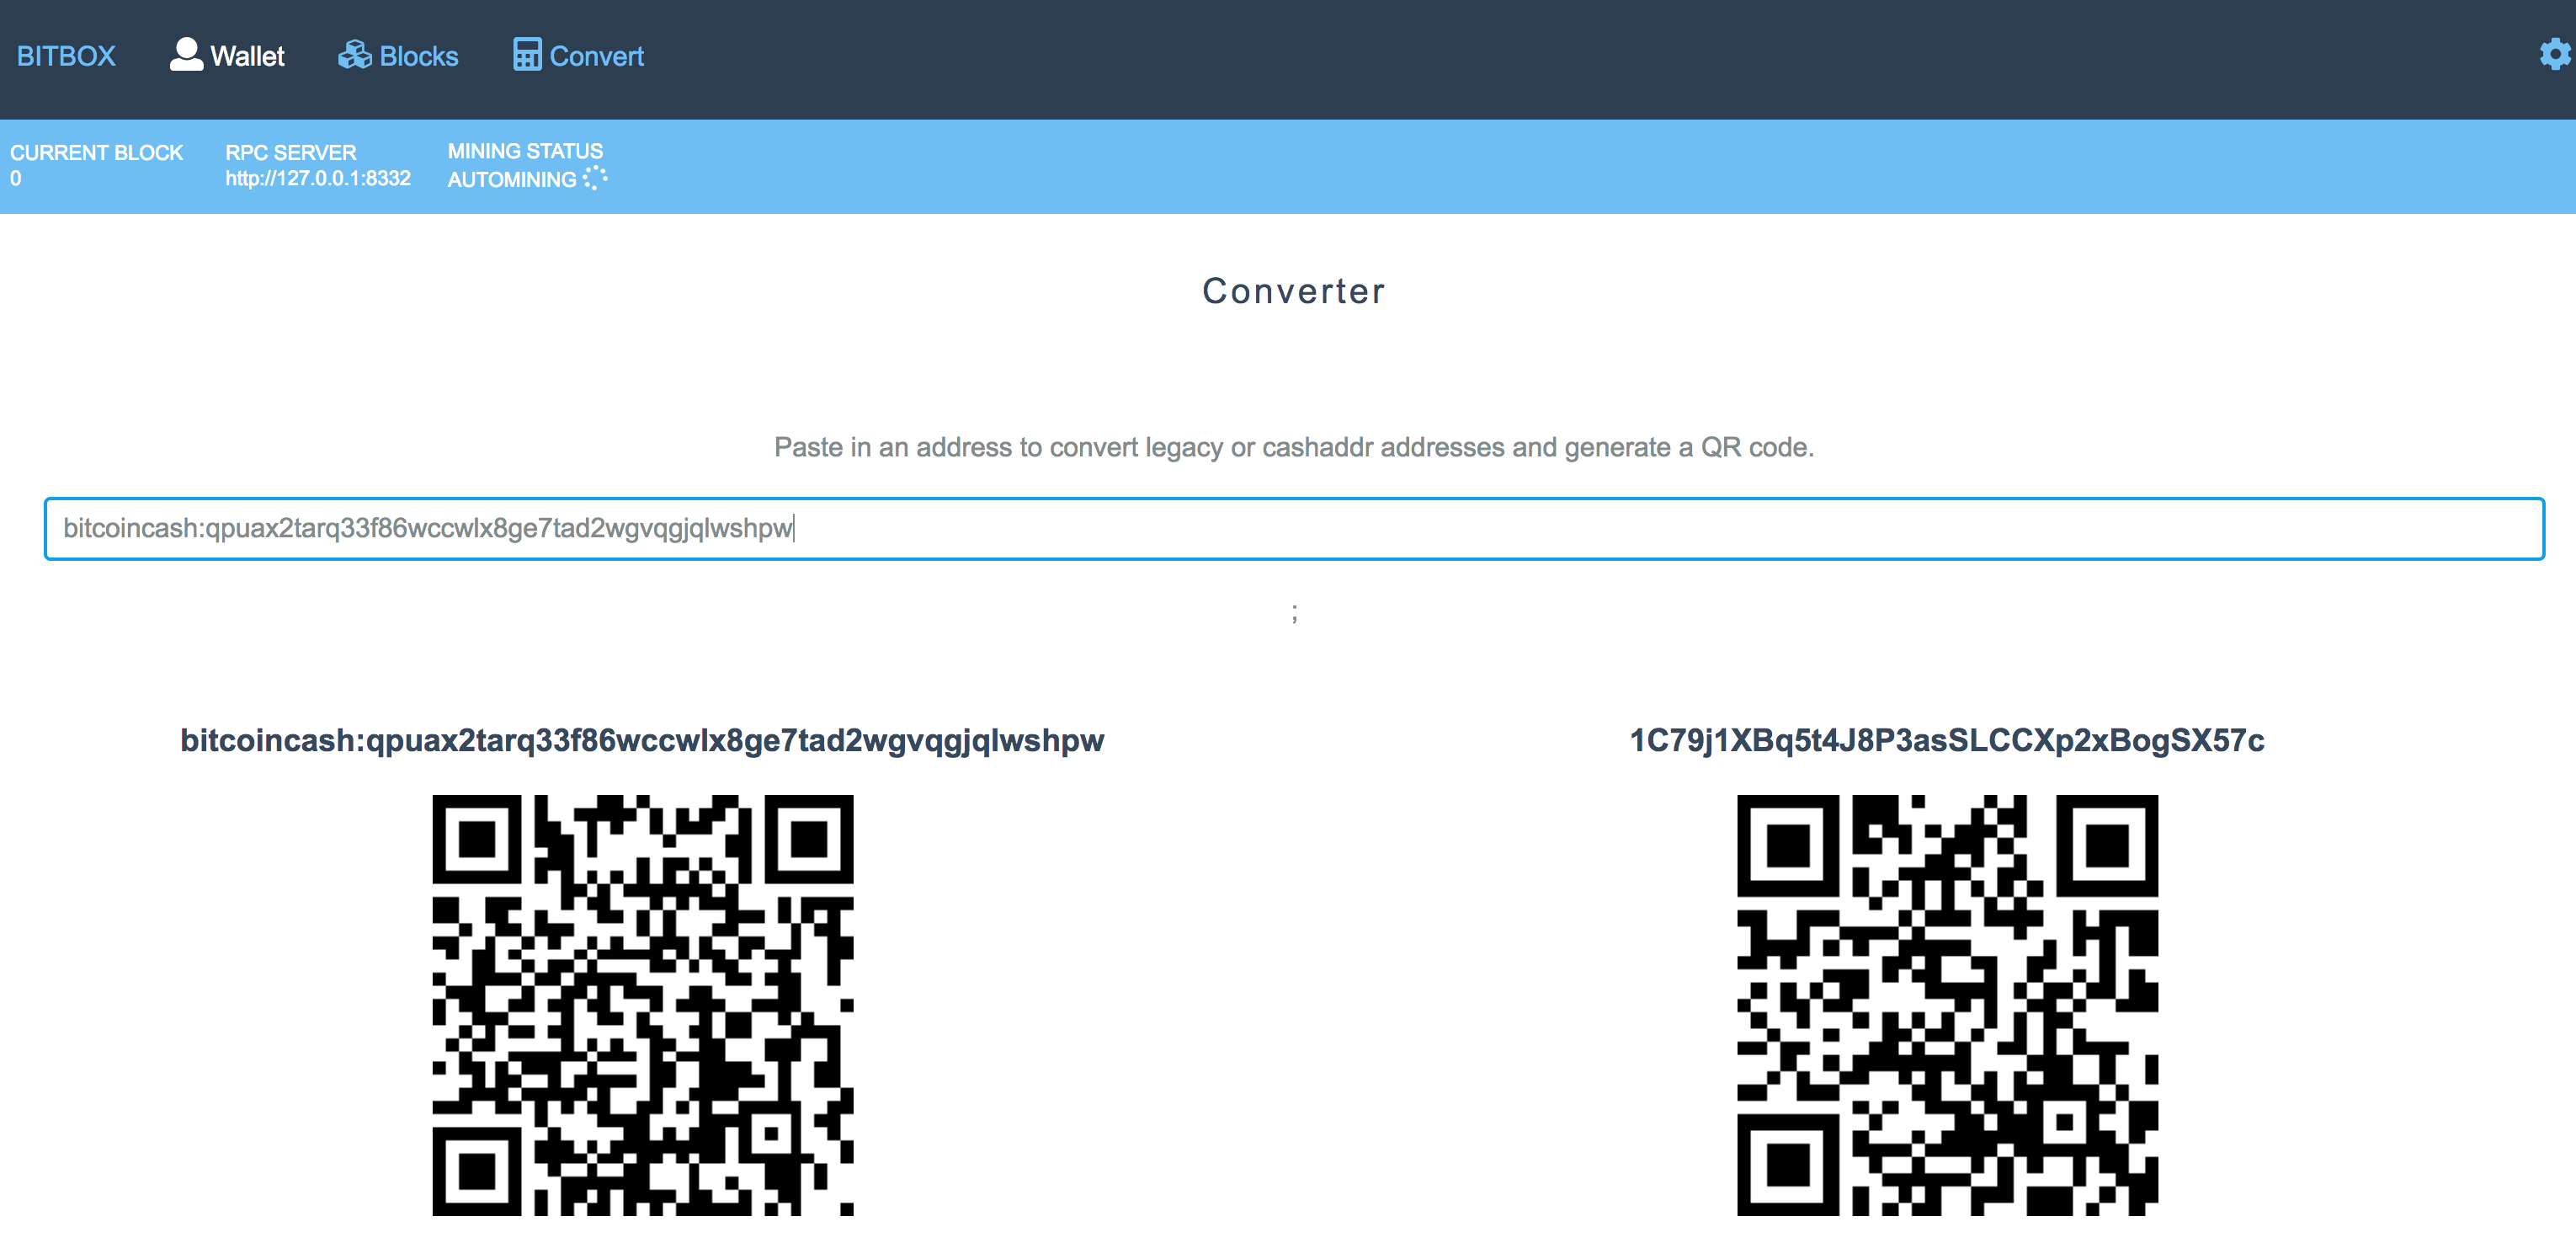 BITBOX Wallet Blocks Convert
CURRENT BLOCK RPC SERVER MINING STATUS
0 http://127.0.0.1:8332 AUTOMINING
Converter
Paste in an address to convert legacy or cashaddr addresses and generate a QR code.
bitcoincash:qpuax2tarq33f86wccwlx8ge7tad2wgvqgjqlwshpw
;
bitcoincash:qpuax2tarq33f86wccwlx8ge7tad2wgvqgjqlwshpw 1C79j1XBq5t4J8P3asSLCCXp2xBogSX57c